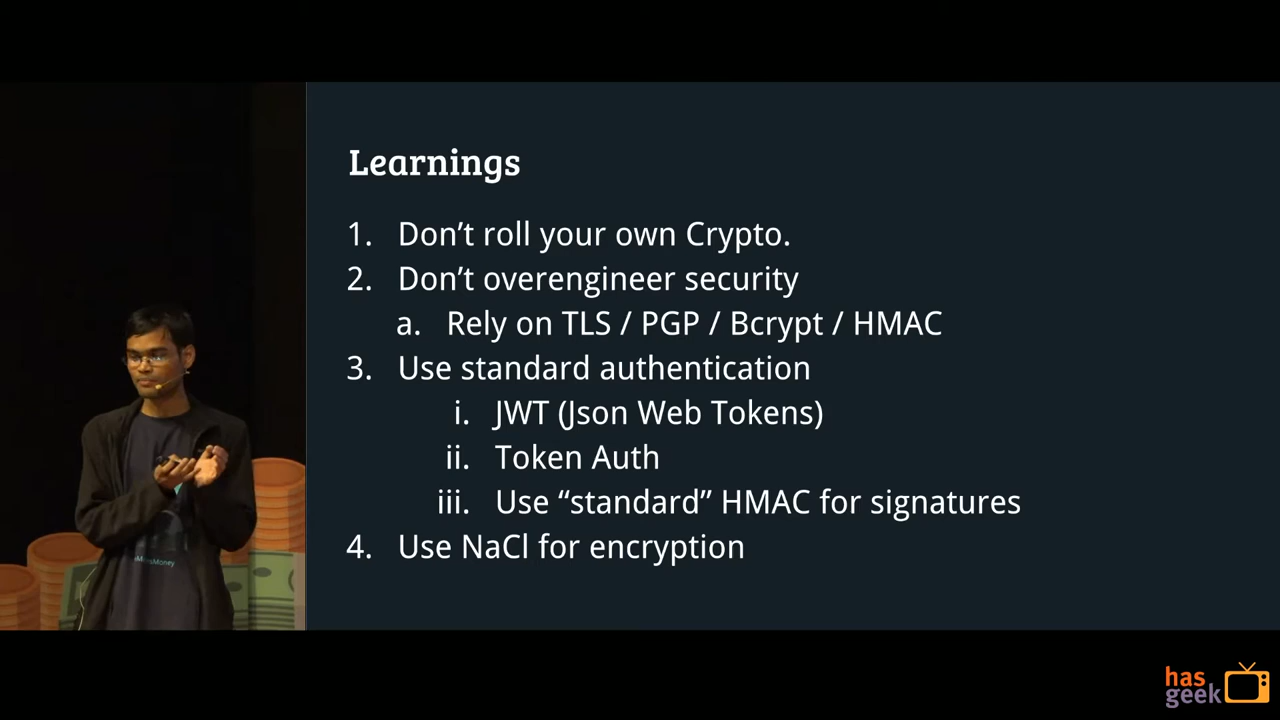 Learnings
1. Don't roll your own Crypto.
2. Don't overengineer security
a. Rely on TLS / PGP / Bcrypt / HMAC
3. Use standard authentication
i. JWT (Json Web Tokens)
ii. Token Auth
iii. Use “standard” HMAC for signatures
4. Use NaCl for encryption
has
geek